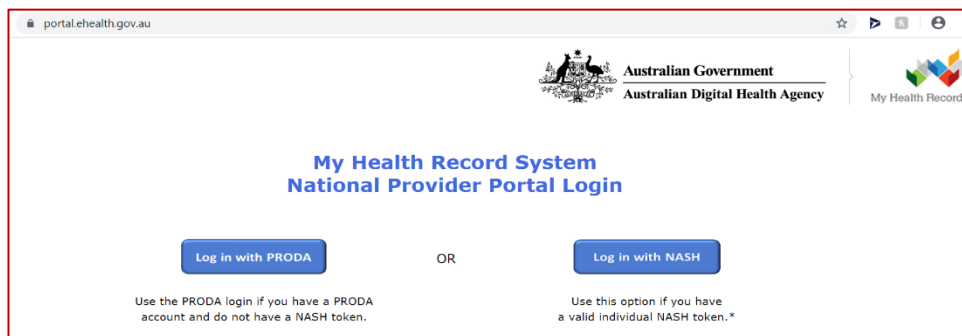 portal.ehealth.gov.au
Australian Government
Australian Digital Health Agency
My Health Record
My Health Record System
National Provider Portal Login
Log in with PRODA
OR
Log in with NASH
Use the PRODA login if you have a PRODA
account and do not have a NASH token.
Use this option if you have
a valid individual NASH token.*